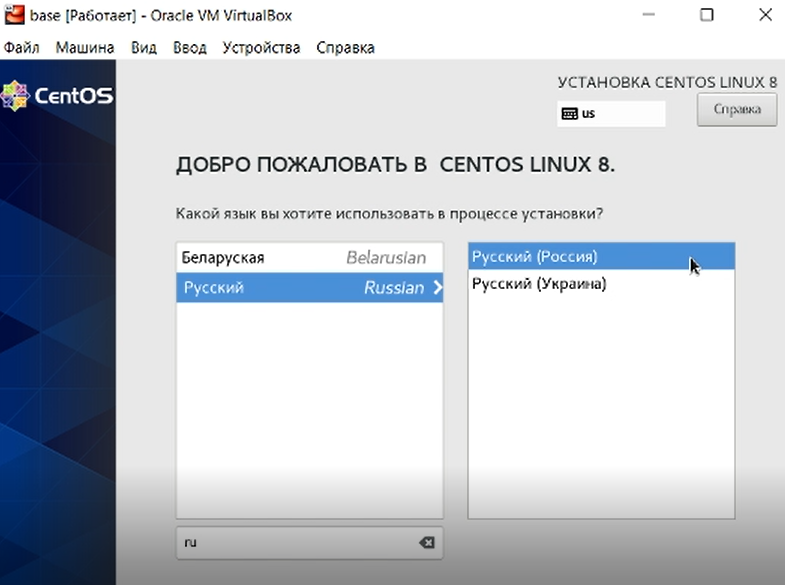 base [Работает] - Oracle VM VirtualBox
Файл Машина Вид Ввод Устройства Справка
CentOS
УСТАНОВКА CENTOS LINUX 8
us
Справка
ДОБРО ПОЖАЛОВАТЬ В CENTOS LINUX 8.
Какой язык вы хотите использовать в процессе установки?
Беларуская Belarusian
Русский Russian
Русский (Россия)
Русский (Украина)
ru